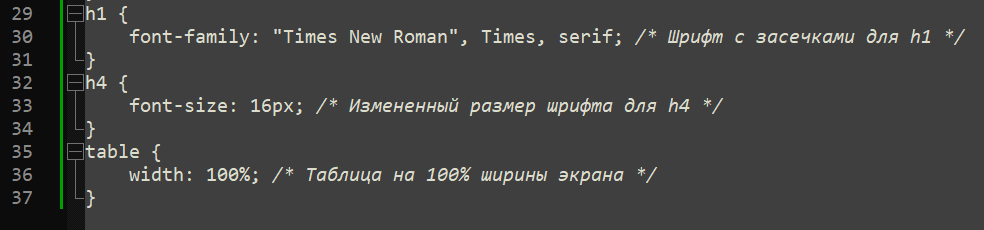 29 h1 {
30 font-family: "Times New Roman", Times, serif; /* Шрифт с засечками для h1 */
31 }
32 h4 {
33 font-size: 16px; /* Измененный размер шрифта для h4 */
34 }
35 table {
36 width: 100%; /* Таблица на 100% ширины экрана */
37 }